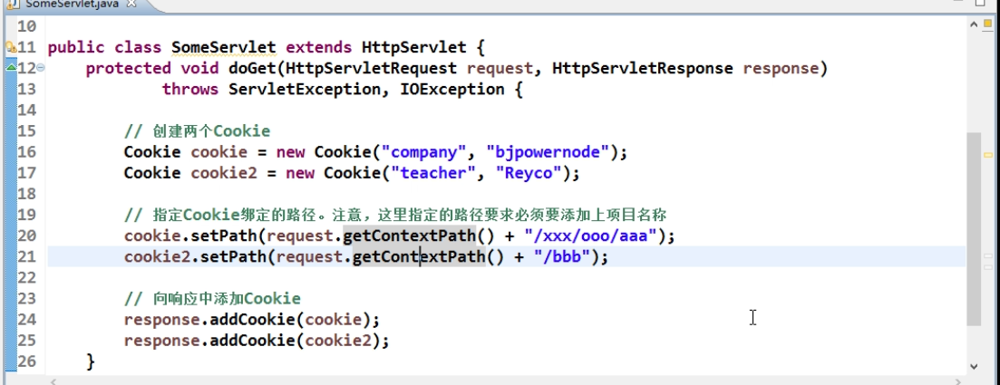 SomeServlet.java
10
11 public class SomeServlet extends HttpServlet {
12 protected void doGet(HttpServletRequest request, HttpServletResponse response)
13 throws ServletException, IOException {
14
15 // 创建两个Cookie
16 Cookie cookie = new Cookie("company", "bjpowernode");
17 Cookie cookie2 = new Cookie("teacher", "Reyco");
18
19 // 指定Cookie绑定的路径。注意，这里指定的路径要求必须要添加上项目名称
20 cookie.setPath(request.getContextPath() + "/xxx/ooo/aaa");
21 cookie2.setPath(request.getContextPath() + "/bbb");
22
23 // 向响应中添加Cookie
24 response.addCookie(cookie);
25 response.addCookie(cookie2);
26 }